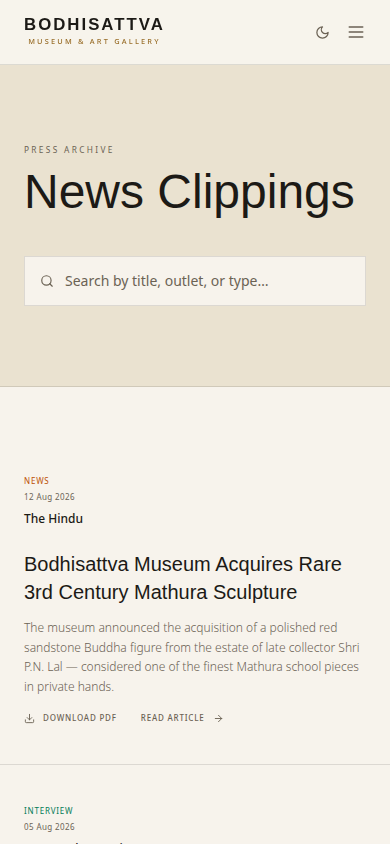 BODHISATTVA
MUSEUM & ART GALLERY
PRESS ARCHIVE
News Clippings
Search by title, outlet, or type...
NEWS
12 Aug 2026
The Hindu
Bodhisattva Museum Acquires Rare
3rd Century Mathura Sculpture
The museum announced the acquisition of a polished red
sandstone Buddha figure from the estate of late collector Shri
P.N. Lal — considered one of the finest Mathura school pieces
in private hands.
DOWNLOAD PDF READ ARTICLE
INTERVIEW
05 Aug 2026